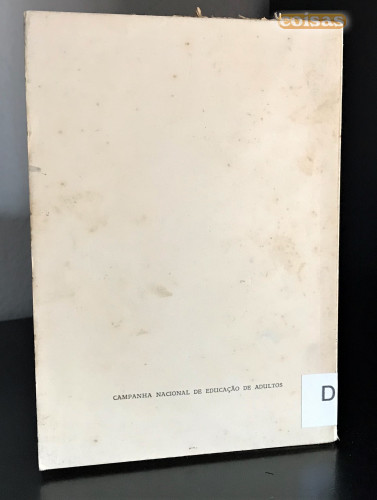 coisas
CAMPANHA NACIONAL DE EDUCAÇÃO DE ADULTOS
D